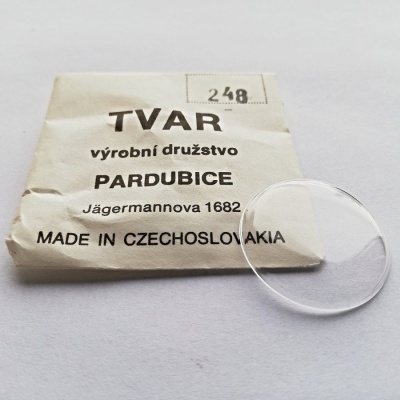 248
TVAR
výrobní družstvo
PARDUBICE
Jägermannova 1682
MADE IN CZECHOSLOVAKIA